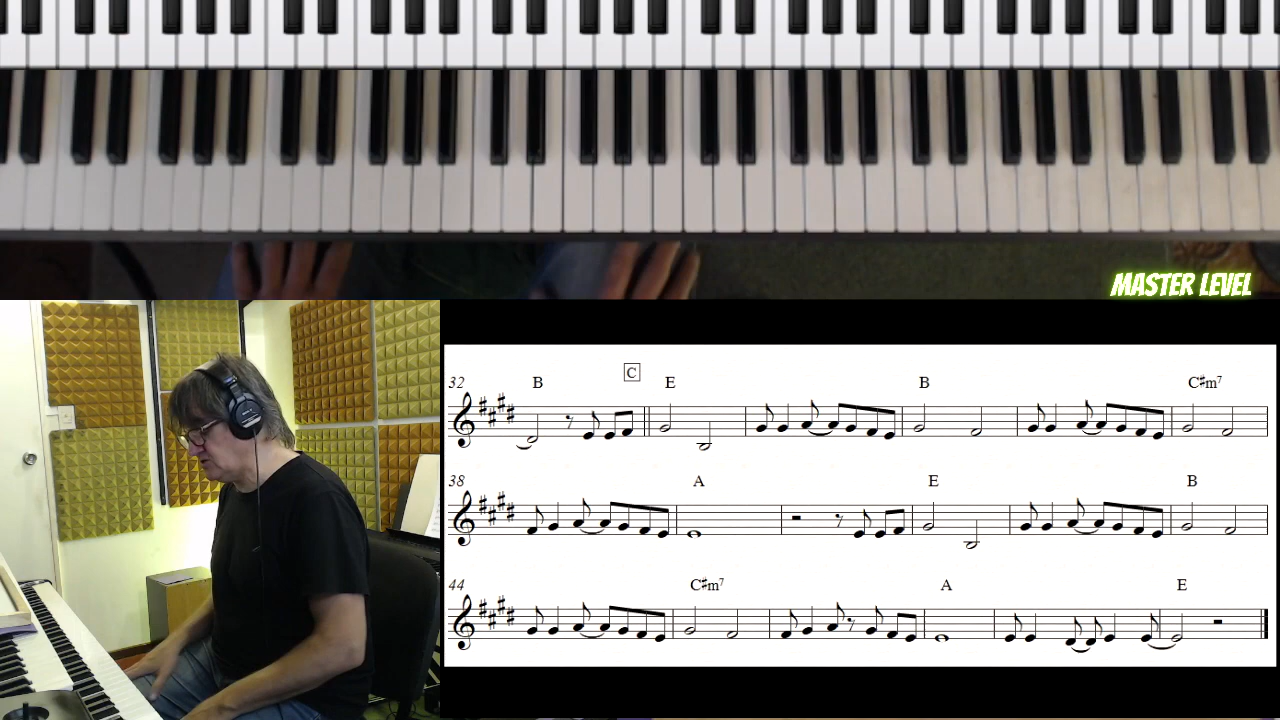 MASTER LEVEL
32 B C E B C♯m7
38 A E B
44 C♯m7 A E